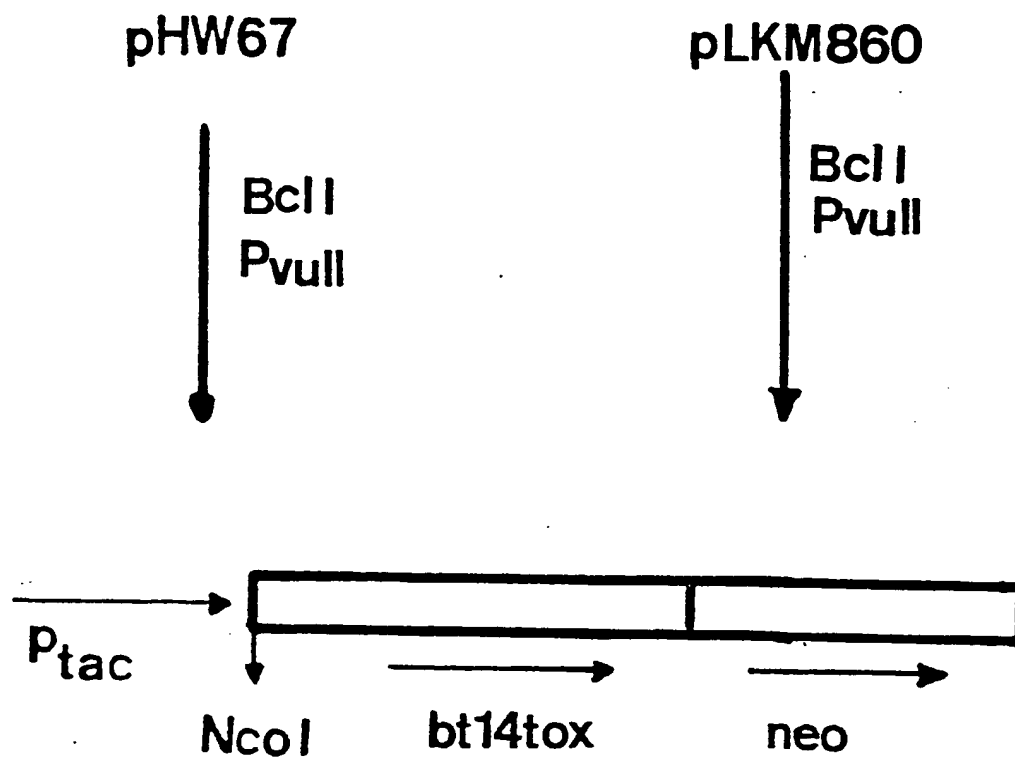 pHW67
pLKM860
BclI
PvuII
BclI
PvuII
Ptac
NcoI
bt14tox
neo